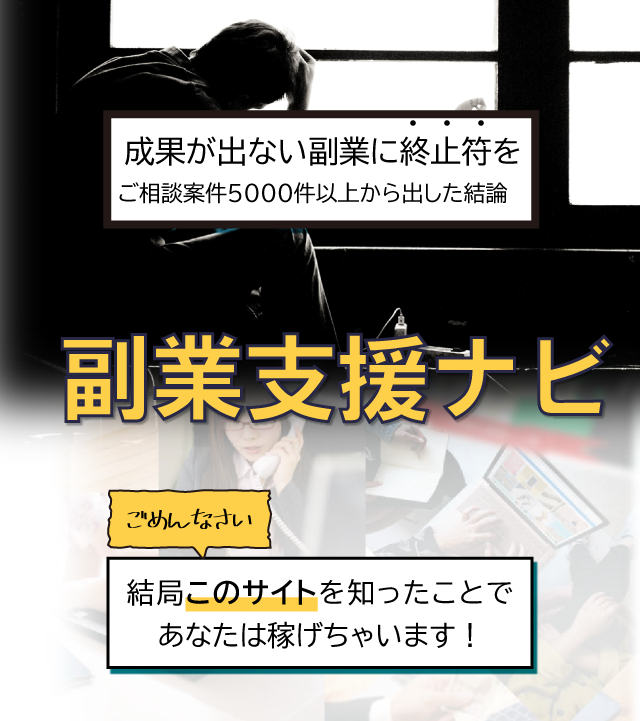 成果が出ない副業に終止符を
ご相談案件5000件以上から出した結論
副業支援ナビ
ごめんなさい
結局このサイトを知ったことで
あなたは稼げちゃいます！